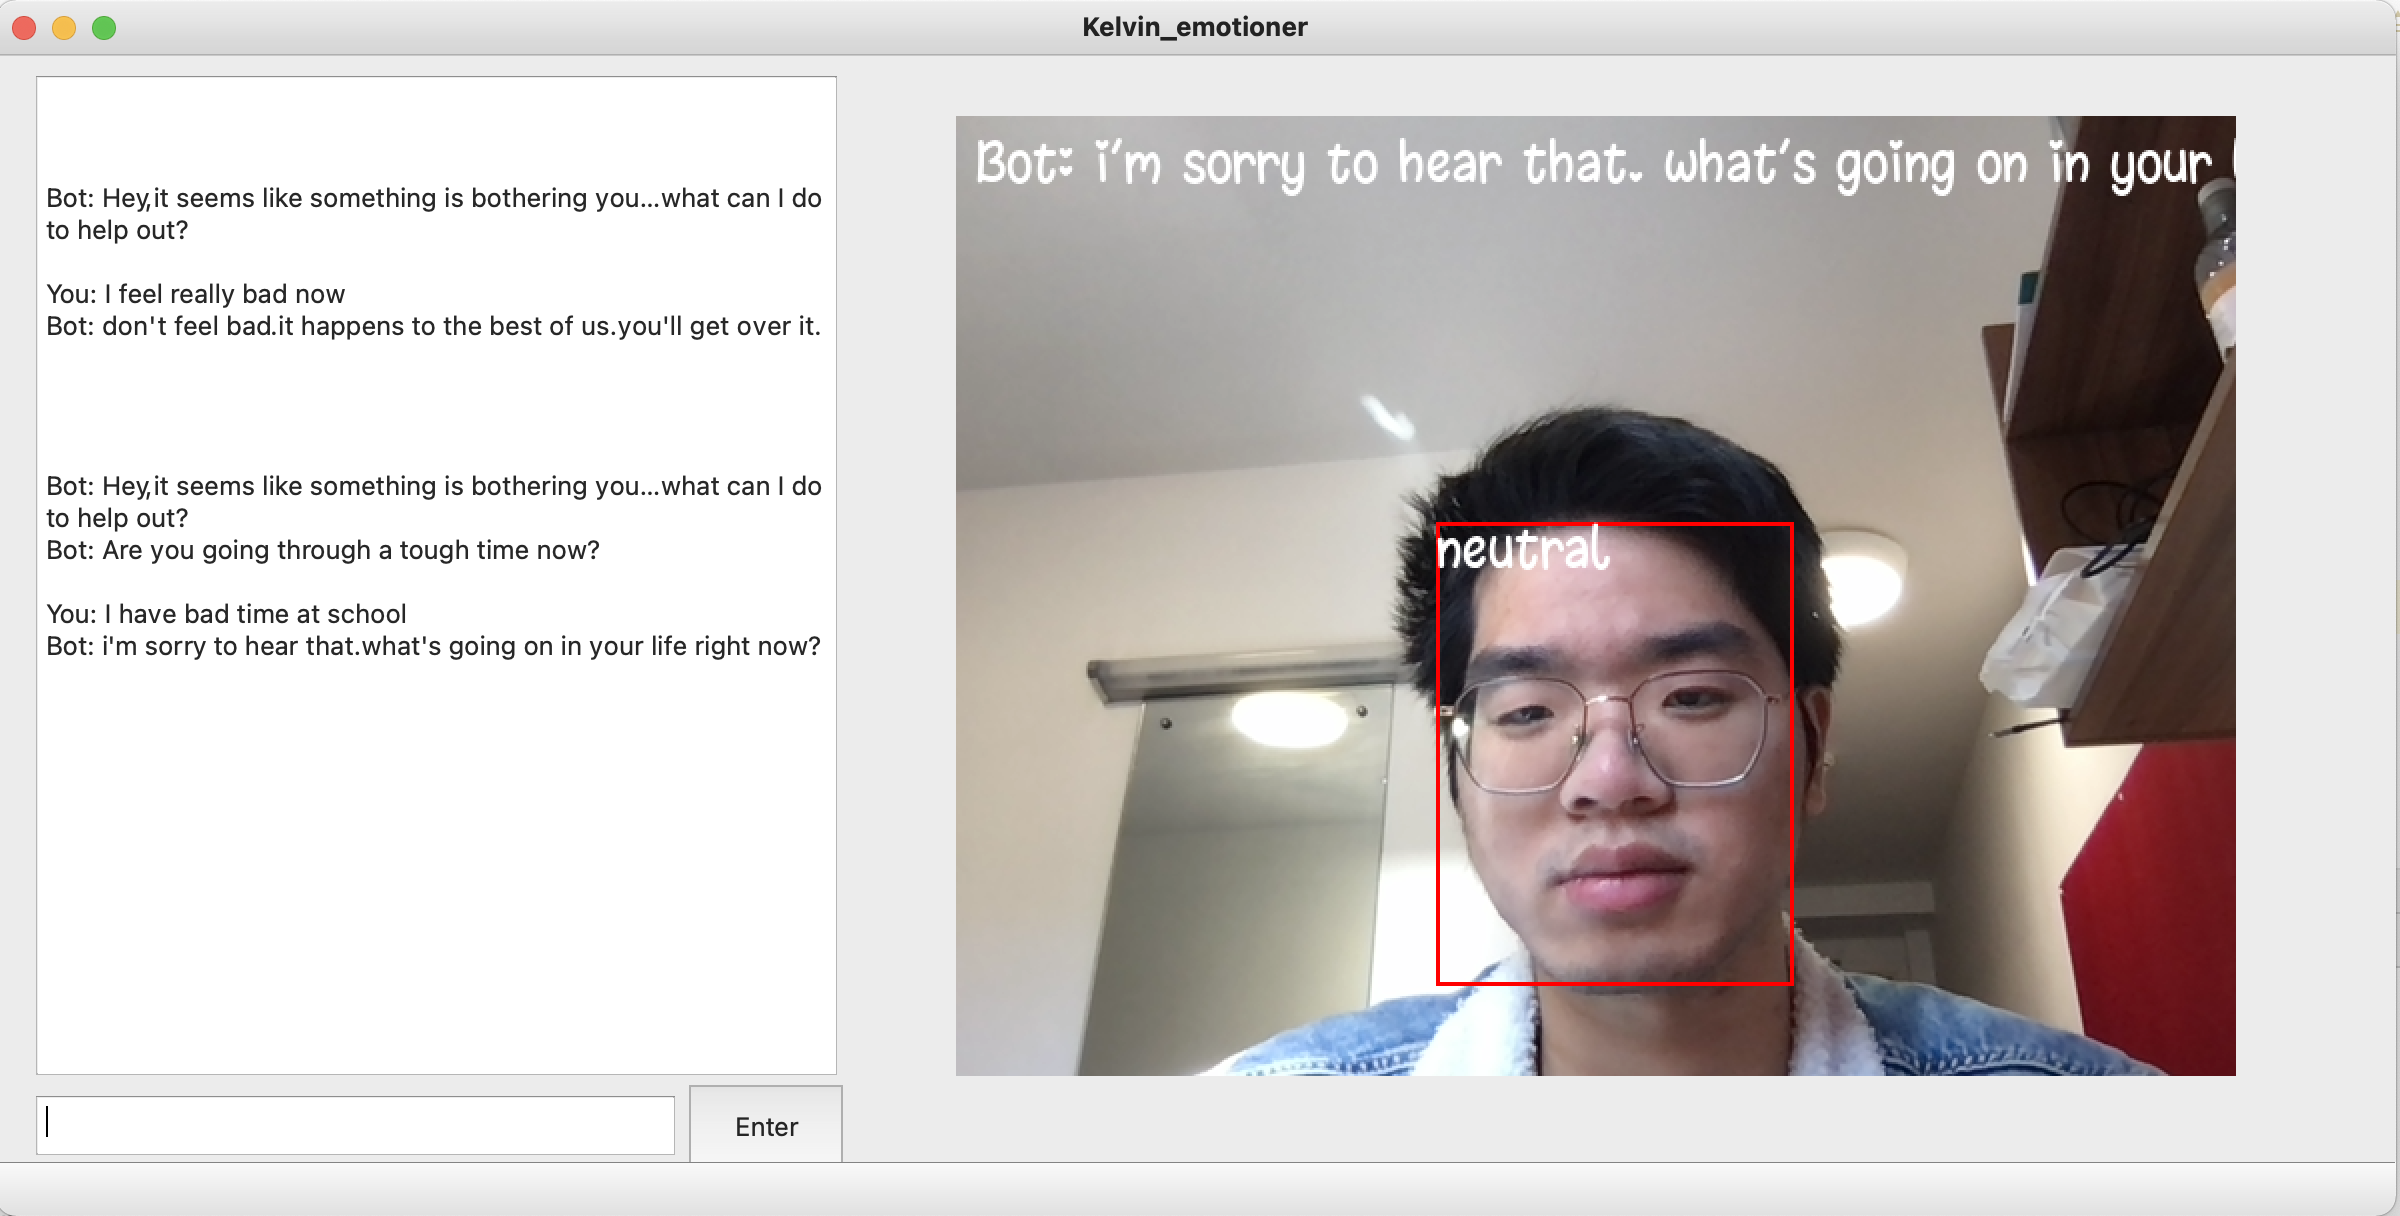 Kelvin_emotioner
Bot: Hey,it seems like something is bothering you...what can I do
to help out?
You: I feel really bad now
Bot: don't feel bad.it happens to the best of us.you'll get over it.
Bot: Hey,it seems like something is bothering you...what can I do
to help out?
Bot: Are you going through a tough time now?
You: I have bad time at school
Bot: i'm sorry to hear that.what's going on in your life right now?
Enter
Bot: i'm sorry to hear that. what's going on in your
neutral